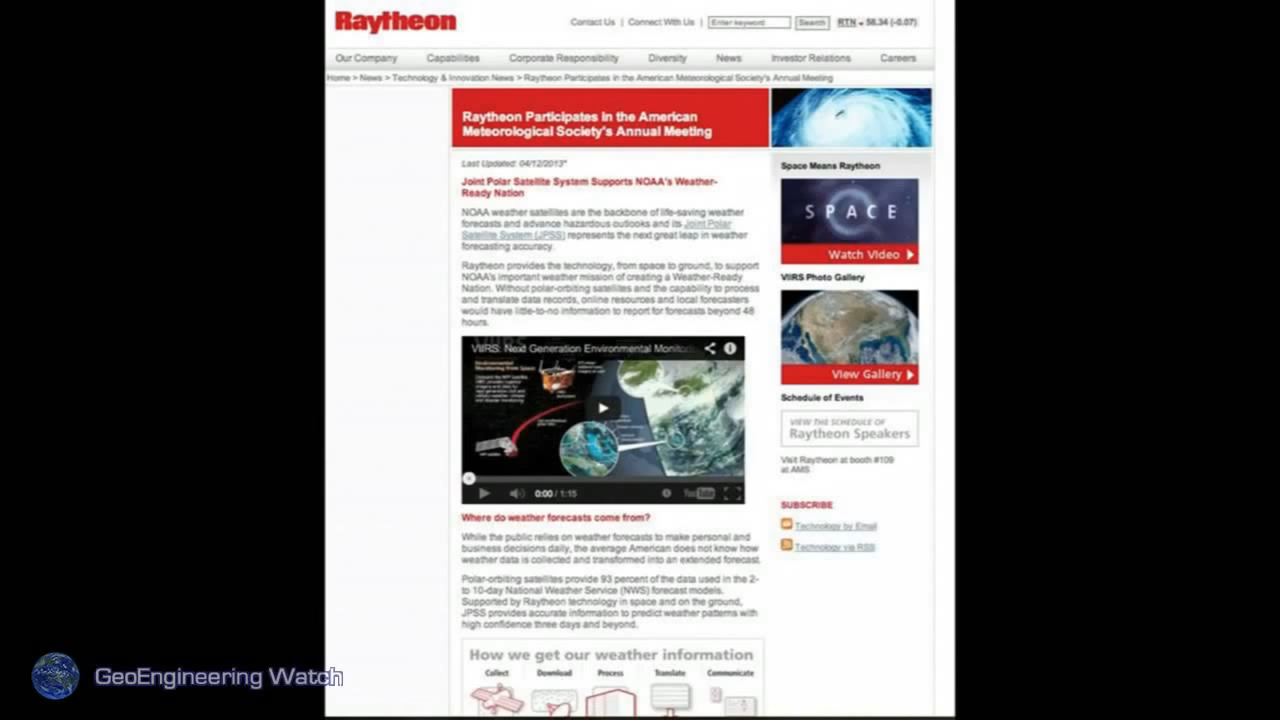 Raytheon
Contact Us | Connect With Us |
Enter keyword
Search
RTN 58.34 (-0.07)
Our Company Capabilities Corporate Responsibility Diversity News Investor Relations Careers
Home > News > Technology & Innovation News > Raytheon Participates in the American Meteorological Society's Annual Meeting
Raytheon Participates in the American
Meteorological Society's Annual Meeting
Last Updated: 04/12/2013*
Joint Polar Satellite System Supports NOAA's Weather-
Ready Nation
NOAA weather satellites are the backbone of life-saving weather
forecasts and advance hazardous outlooks and its Joint Polar
Satellite System (JPSS) represents the next great leap in weather
forecasting accuracy.
Raytheon provides the technology, from space to ground, to support
NOAA's important weather mission of creating a Weather-Ready
Nation. Without polar-orbiting satellites and the capability to process
and translate data records, online resources and local forecasters
would have little-to-no information to report for forecasts beyond 48
hours.
VIIRS: Next Generation Environmental Monitori
Environmental
Monitoring from Space
0:00 / 1:15
YouTube
Where do weather forecasts come from?
While the public relies on weather forecasts to make personal and
business decisions daily, the average American does not know how
weather data is collected and transformed into an extended forecast.
Polar-orbiting satellites provide 93 percent of the data used in the 2-
to 10-day National Weather Service (NWS) forecast models.
Supported by Raytheon technology in space and on the ground,
JPSS provides accurate information to predict weather patterns with
high confidence three days and beyond.
How we get our weather information
Collect Download Process Translate Communicate
Space Means Raytheon
SPACE
Watch Video
VIIRS Photo Gallery
View Gallery
Schedule of Events
VIEW THE SCHEDULE OF
Raytheon Speakers
Visit Raytheon at booth #109
at AMS
SUBSCRIBE
Technology by Email
Technology via RSS
GeoEngineering Watch